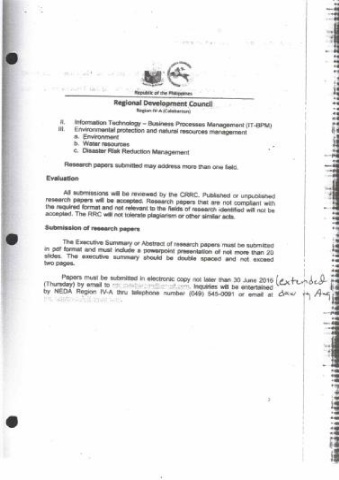 Republic of the Philippines
Regional Development Council
Region IV-A (Calabarzon)
II. Information Technology – Business Processes Management (IT-BPM)
III. Environmental protection and natural resources management
a. Environment
b. Water resources
c. Disaster Risk Reduction Management
Research papers submitted may address more than one field.
Evaluation
All submissions will be reviewed by the CRRC. Published or unpublished
research papers will be accepted. Research papers that are not compliant with
the required format and not relevant to the fields of research identified will not be
accepted. The RRC will not tolerate plagiarism or other similar acts.
Submission of research papers
The Executive Summary or Abstract of research papers must be submitted
in pdf format and must include a powerpoint presentation of not more than 20
slides. The executive summary should be double spaced and not exceed
two pages.
Papers must be submitted in electronic copy not later than 30 June 2016 (extended
(Thursday) by email to Inquiries will be entertained
by NEDA Region IV-A thru telephone number (049) 545-0091 or email at